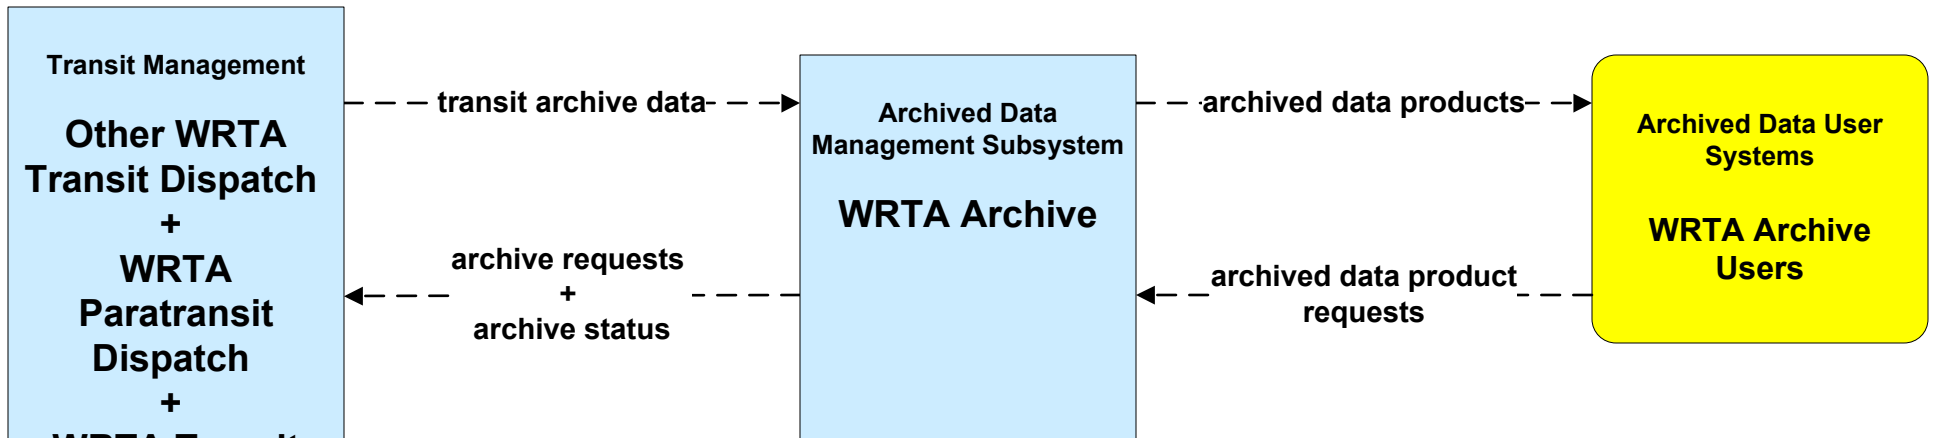 Transit Management
Other WRTA
Transit Dispatch
+
WRTA
Paratransit
Dispatch
+
transit archive data
archive requests
+
archive status
Archived Data
Management Subsystem
WRTA Archive
archived data products
archived data product
requests
Archived Data User
Systems
WRTA Archive
Users